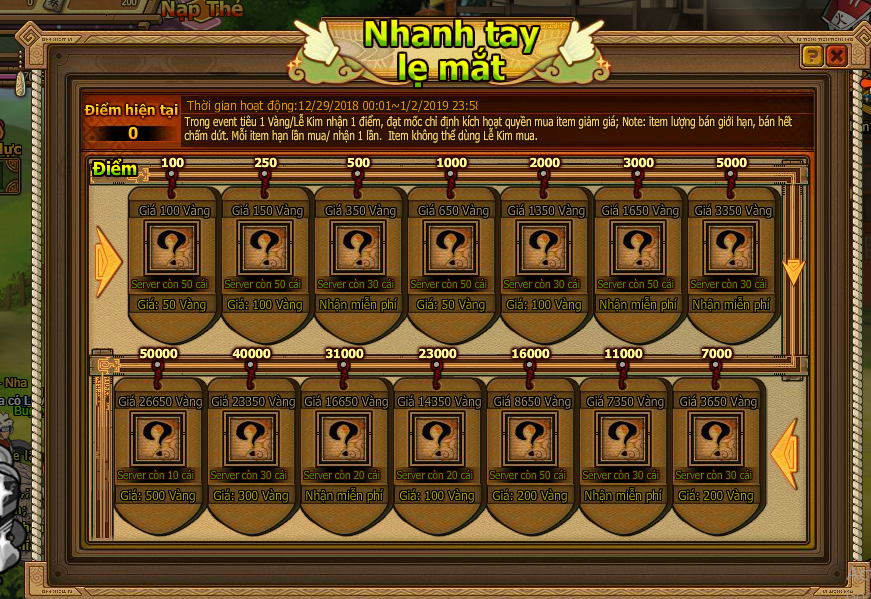 200
Nạp Thẻ
Nhanh tay
lẹ mắt
Điểm hiện tại
0
Thời gian hoạt động:12/29/2018 00:01~1/2/2019 23:58
Trong event tiêu 1 Vàng/Lễ Kim nhận 1 điểm, đạt mốc chỉ định kích hoạt quyền mua item giảm giá; Note: item lượng bán giới hạn, bán hết
chấm dứt. Mỗi item hạn lần mua/ nhận 1 lần. Item không thể dùng Lễ Kim mua.
Điểm 100 250 500 1000 2000 3000 5000
Giá 100 Vàng Giá 150 Vàng Giá 350 Vàng Giá 650 Vàng Giá 1350 Vàng Giá 1650 Vàng Giá 3350 Vàng
Server còn 50 cái Server còn 50 cái Server còn 30 cái Server còn 50 cái Server còn 30 cái Server còn 50 cái Server còn 30 cái
Giá: 50 Vàng Giá: 100 Vàng Nhận miễn phí Giá: 50 Vàng Giá: 100 Vàng Nhận miễn phí Nhận miễn phí
50000 40000 31000 23000 16000 11000 7000
Giá 26650 Vàng Giá 23350 Vàng Giá 16650 Vàng Giá 14350 Vàng Giá 8650 Vàng Giá 7350 Vàng Giá 3650 Vàng
Server còn 10 cái Server còn 30 cái Server còn 20 cái Server còn 20 cái Server còn 50 cái Server còn 30 cái Server còn 30 cái
Giá: 500 Vàng Giá: 300 Vàng Nhận miễn phí Giá: 100 Vàng Giá: 200 Vàng Nhận miễn phí Giá: 200 Vàng